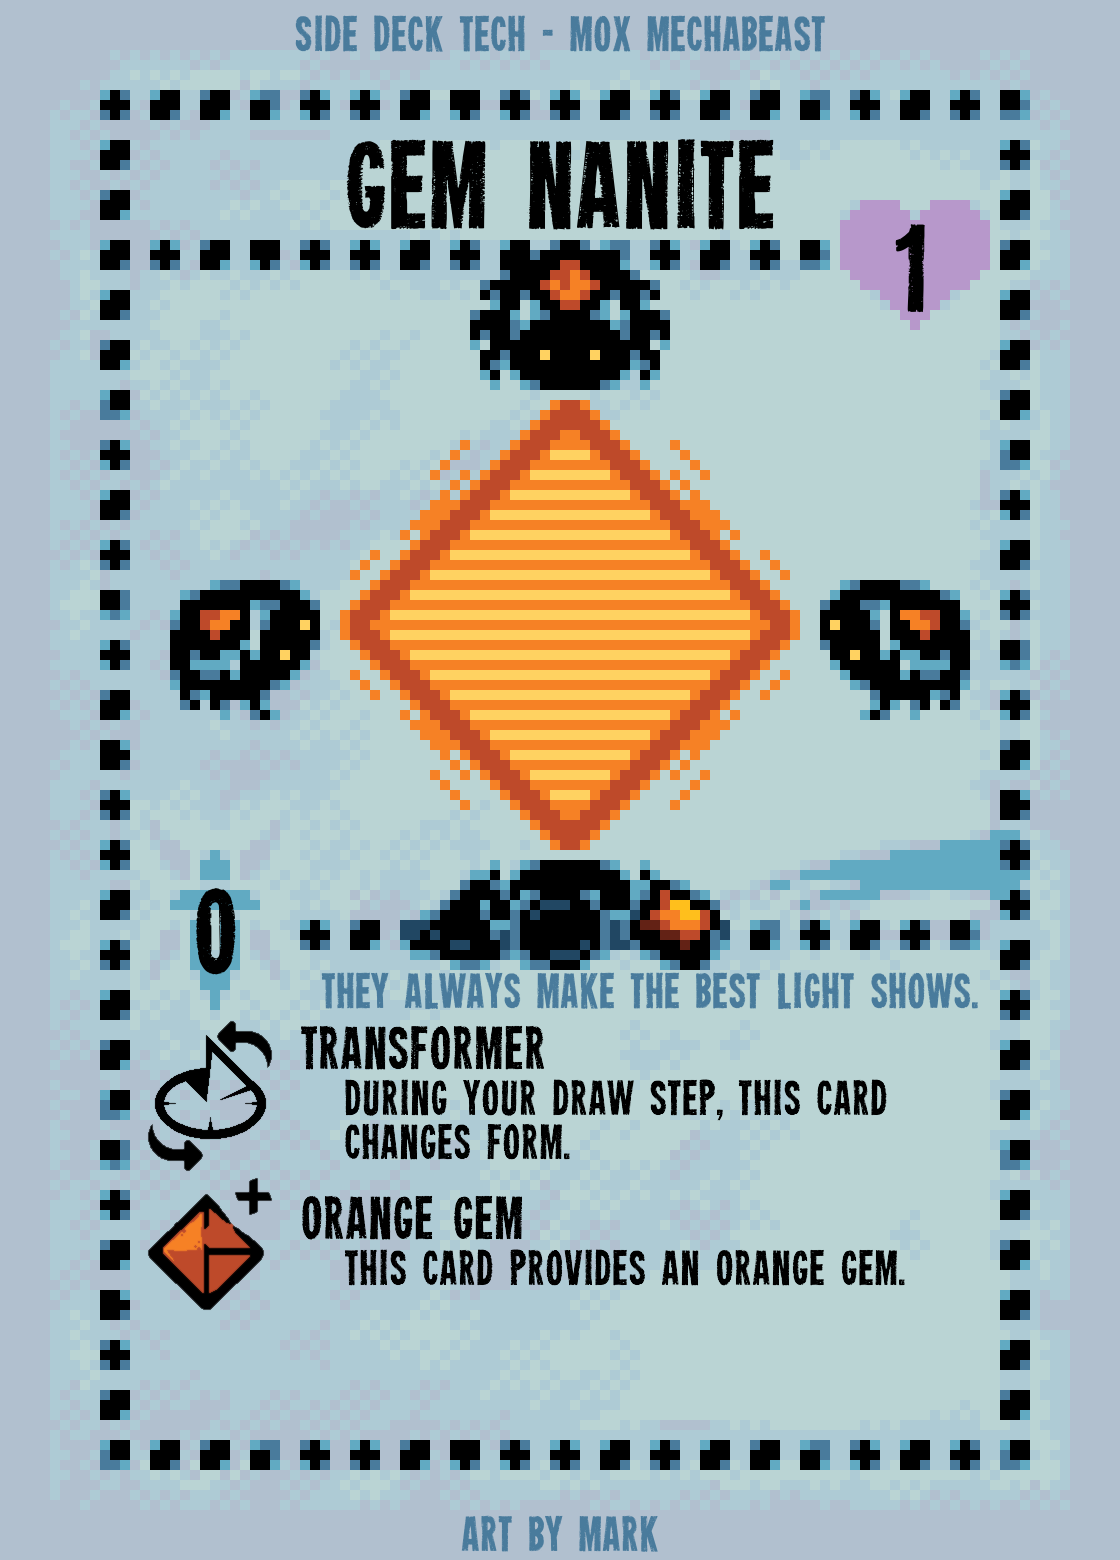 SIDE DECK TECH - MOX MECHABEAST
GEM NANITE
1
0
THEY ALWAYS MAKE THE BEST LIGHT SHOWS.
TRANSFORMER
DURING YOUR DRAW STEP, THIS CARD
CHANGES FORM.
ORANGE GEM
THIS CARD PROVIDES AN ORANGE GEM.
ART BY MARK